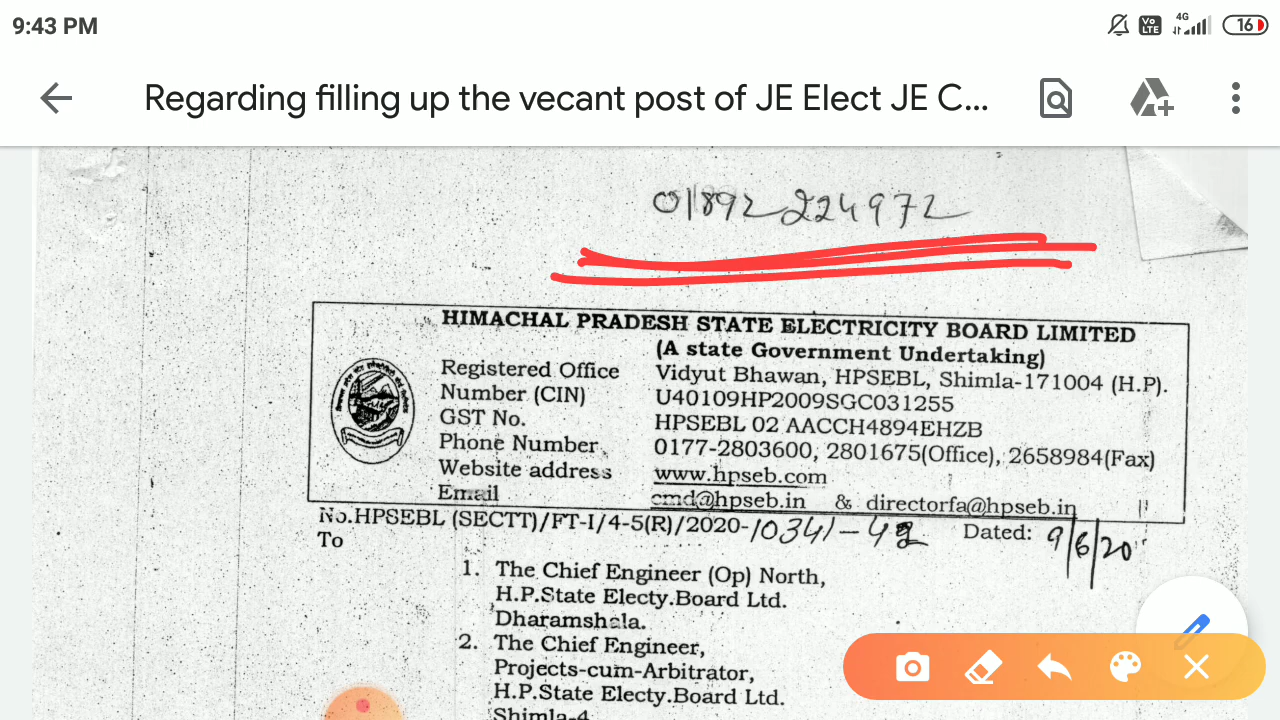 9:43 PM
Vo
LTE
4G
16
Regarding filling up the vecant post of JE Elect JE C...
01892 224972
HIMACHAL PRADESH STATE ELECTRICITY BOARD LIMITED
(A state Government Undertaking)
Registered Office Vidyut Bhawan, HPSEBL, Shimla-171004 (H.P).
Number (CIN) U40109HP2009SGC031255
GST No. HPSEBL 02 AACCH4894EHZB
Phone Number 0177-2803600, 2801675(Office), 2658984(Fax)
Website address www.hpseb.com
Email cmd@hpseb.in & directorfa@hpseb.in
No.HPSEBL (SECTT)/FT-I/4-5(R)/2020-10341-42 Dated: 9/6/20
To
1. The Chief Engineer (Op) North,
H.P.State Electy.Board Ltd.
Dharamshala.
2. The Chief Engineer,
Projects-cum-Arbitrator,
H.P.State Electy.Board Ltd.
Shimla-4